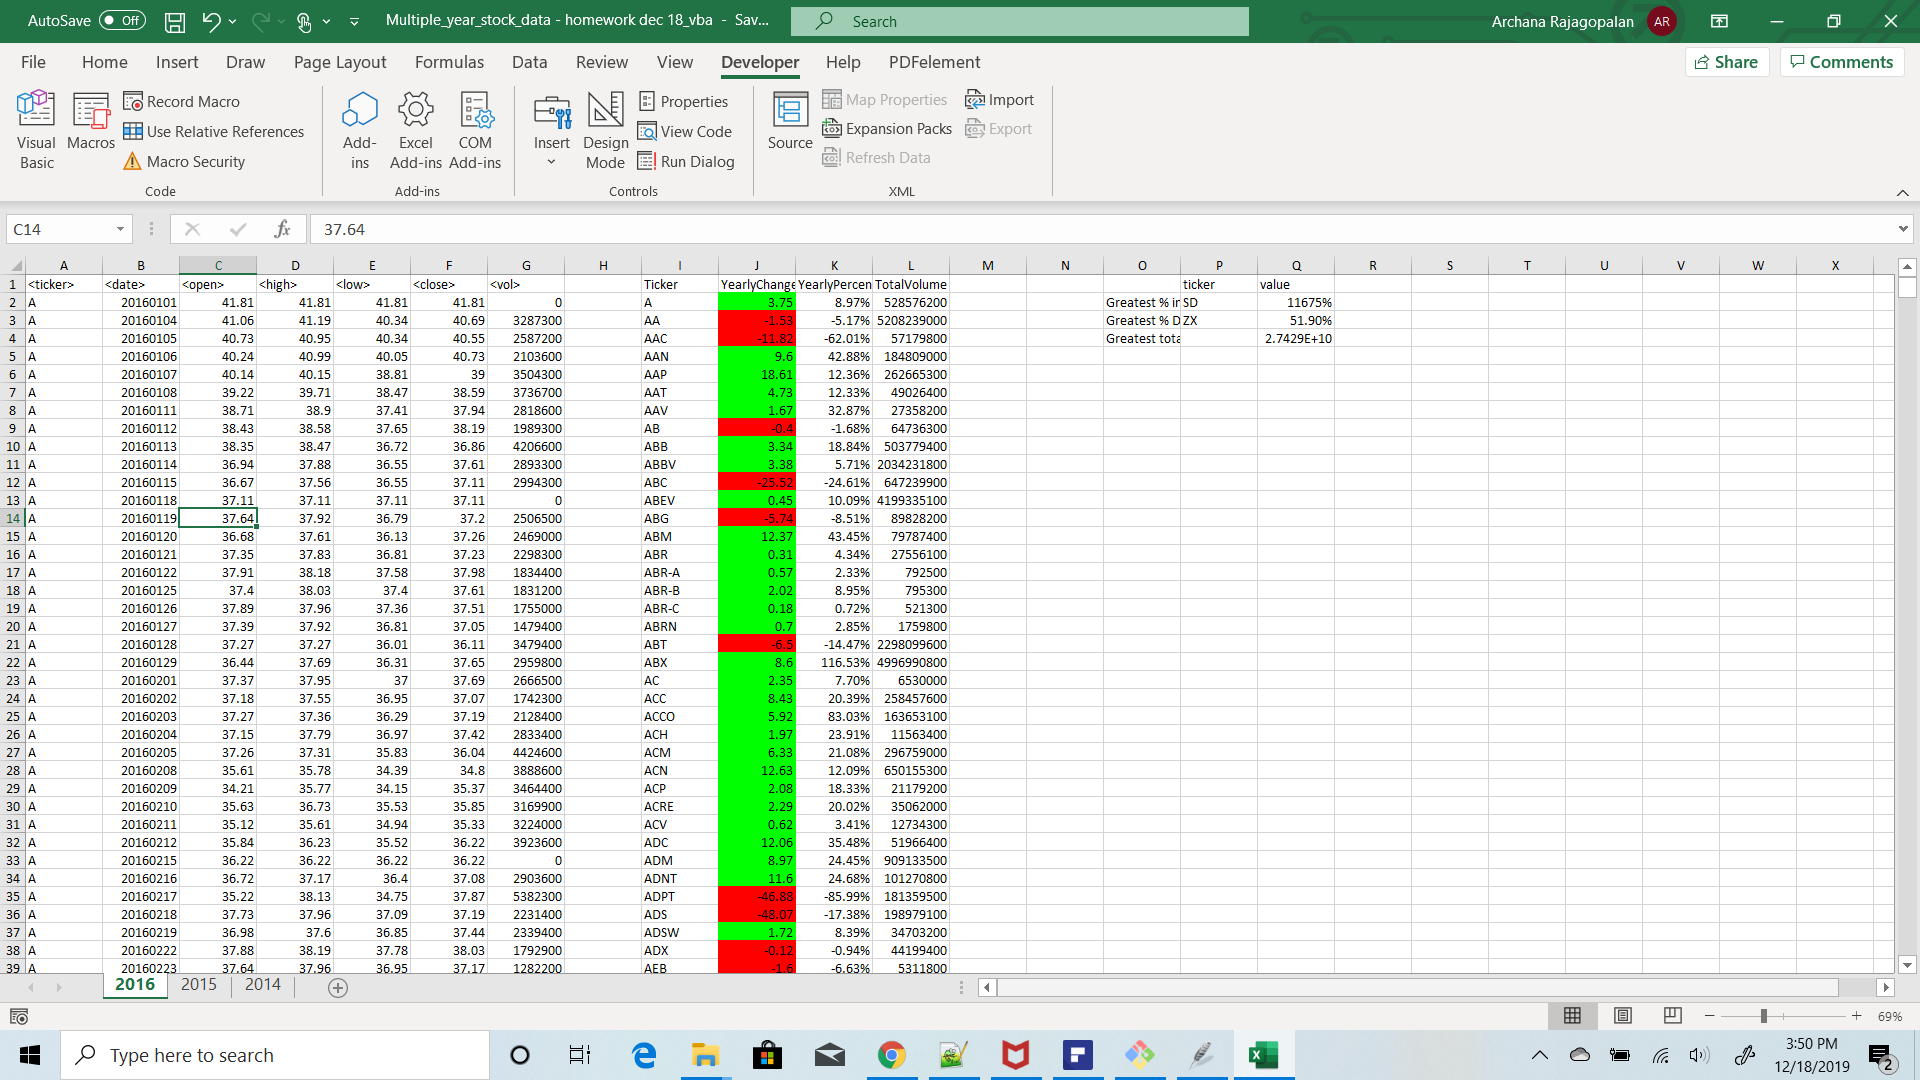 AutoSave Off Multiple_year_stock_data - homework dec 18_vba - Sav... Search Archana Rajagopalan AR
File Home Insert Draw Page Layout Formulas Data Review View Developer Help PDFelement Share Comments
Visual Basic Macros Record Macro Use Relative References Macro Security Code
Add-ins Excel Add-ins COM Add-ins Add-ins
Insert Design Mode Properties View Code Run Dialog Controls
Source Map Properties Expansion Packs Refresh Data Import Export XML
C14 fx 37.64
A B C D E F G H I J K L M N O P Q R S T U V W X
1 <ticker> <date> <open> <high> <low> <close> <vol> Ticker YearlyChange YearlyPercen TotalVolume ticker value
2 A 20160101 41.81 41.81 41.81 41.81 0 A 3.75 8.97% 528576200 Greatest % in SD 11675%
3 A 20160104 41.06 41.19 40.34 40.69 3287300 AA -1.53 -5.17% 5208239000 Greatest % D ZX 51.90%
4 A 20160105 40.73 40.95 40.34 40.55 2587200 AAC -11.82 -62.01% 57179800 Greatest tota 2.7429E+10
5 A 20160106 40.24 40.99 40.05 40.73 2103600 AAN 9.6 42.88% 184809000
6 A 20160107 40.14 40.15 38.81 39 3504300 AAP 18.61 12.36% 262665300
7 A 20160108 39.22 39.71 38.47 38.59 3736700 AAT 4.73 12.33% 49026400
8 A 20160111 38.71 38.9 37.41 37.94 2818600 AAV 1.67 32.87% 27358200
9 A 20160112 38.43 38.58 37.65 38.19 1989300 AB -0.4 -1.68% 64736300
10 A 20160113 38.35 38.47 36.72 36.86 4206600 ABB 3.34 18.84% 503779400
11 A 20160114 36.94 37.88 36.55 37.61 2893300 ABBV 3.38 5.71% 2034231800
12 A 20160115 36.67 37.56 36.55 37.11 2994300 ABC -25.52 -24.61% 647239900
13 A 20160118 37.11 37.11 37.11 37.11 0 ABEV 0.45 10.09% 4199335100
14 A 20160119 37.64 37.92 36.79 37.2 2506500 ABG -5.74 -8.51% 89828200
15 A 20160120 36.68 37.61 36.13 37.26 2469000 ABM 12.37 43.45% 79787400
16 A 20160121 37.35 37.83 36.81 37.23 2298300 ABR 0.31 4.34% 27556100
17 A 20160122 37.91 38.18 37.58 37.98 1834400 ABR-A 0.57 2.33% 792500
18 A 20160125 37.4 38.03 37.4 37.61 1831200 ABR-B 2.02 8.95% 795300
19 A 20160126 37.89 37.96 37.36 37.51 1755000 ABR-C 0.18 0.72% 521300
20 A 20160127 37.39 37.92 36.81 37.05 1479400 ABRN 0.7 2.85% 1759800
21 A 20160128 37.27 37.27 36.01 36.11 3479400 ABT -6.5 -14.47% 2298099600
22 A 20160129 36.44 37.69 36.31 37.65 2959800 ABX 8.6 116.53% 4996990800
23 A 20160201 37.37 37.95 37 37.69 2666500 AC 2.35 7.70% 6530000
24 A 20160202 37.18 37.55 36.95 37.07 1742300 ACC 8.43 20.39% 258457600
25 A 20160203 37.27 37.36 36.29 37.19 2128400 ACCO 5.92 83.03% 163653100
26 A 20160204 37.15 37.79 36.97 37.42 2833400 ACH 1.97 23.91% 11563400
27 A 20160205 37.26 37.31 35.83 36.04 4424600 ACM 6.33 21.08% 296759000
28 A 20160208 35.61 35.78 34.39 34.8 3888600 ACN 12.63 12.09% 650155300
29 A 20160209 34.21 35.77 34.15 35.37 3464400 ACP 2.08 18.33% 21179200
30 A 20160210 35.63 36.73 35.53 35.85 3169900 ACRE 2.29 20.02% 35062000
31 A 20160211 35.12 35.61 34.94 35.33 3224000 ACV 0.62 3.41% 12734300
32 A 20160212 35.84 36.23 35.52 36.22 3923600 ADC 12.06 35.48% 51966400
33 A 20160215 36.22 36.22 36.22 36.22 0 ADM 8.97 24.45% 909133500
34 A 20160216 36.72 37.17 36.4 37.08 2903600 ADNT 11.6 24.68% 101270800
35 A 20160217 35.22 38.13 34.75 37.87 5382300 ADPT -46.88 -85.99% 181359500
36 A 20160218 37.73 37.96 37.09 37.19 2231400 ADS -48.07 -17.38% 198979100
37 A 20160219 36.98 37.6 36.85 37.44 2339400 ADSW 1.72 8.39% 34703200
38 A 20160222 37.88 38.19 37.78 38.03 1792900 ADX -0.12 -0.94% 44199400
39 A 20160223 37.64 37.96 36.95 37.17 1282200 AEB -1.6 -6.63% 5311800
2016 2015 2014
69%
Type here to search 3:50 PM
12/18/2019 2